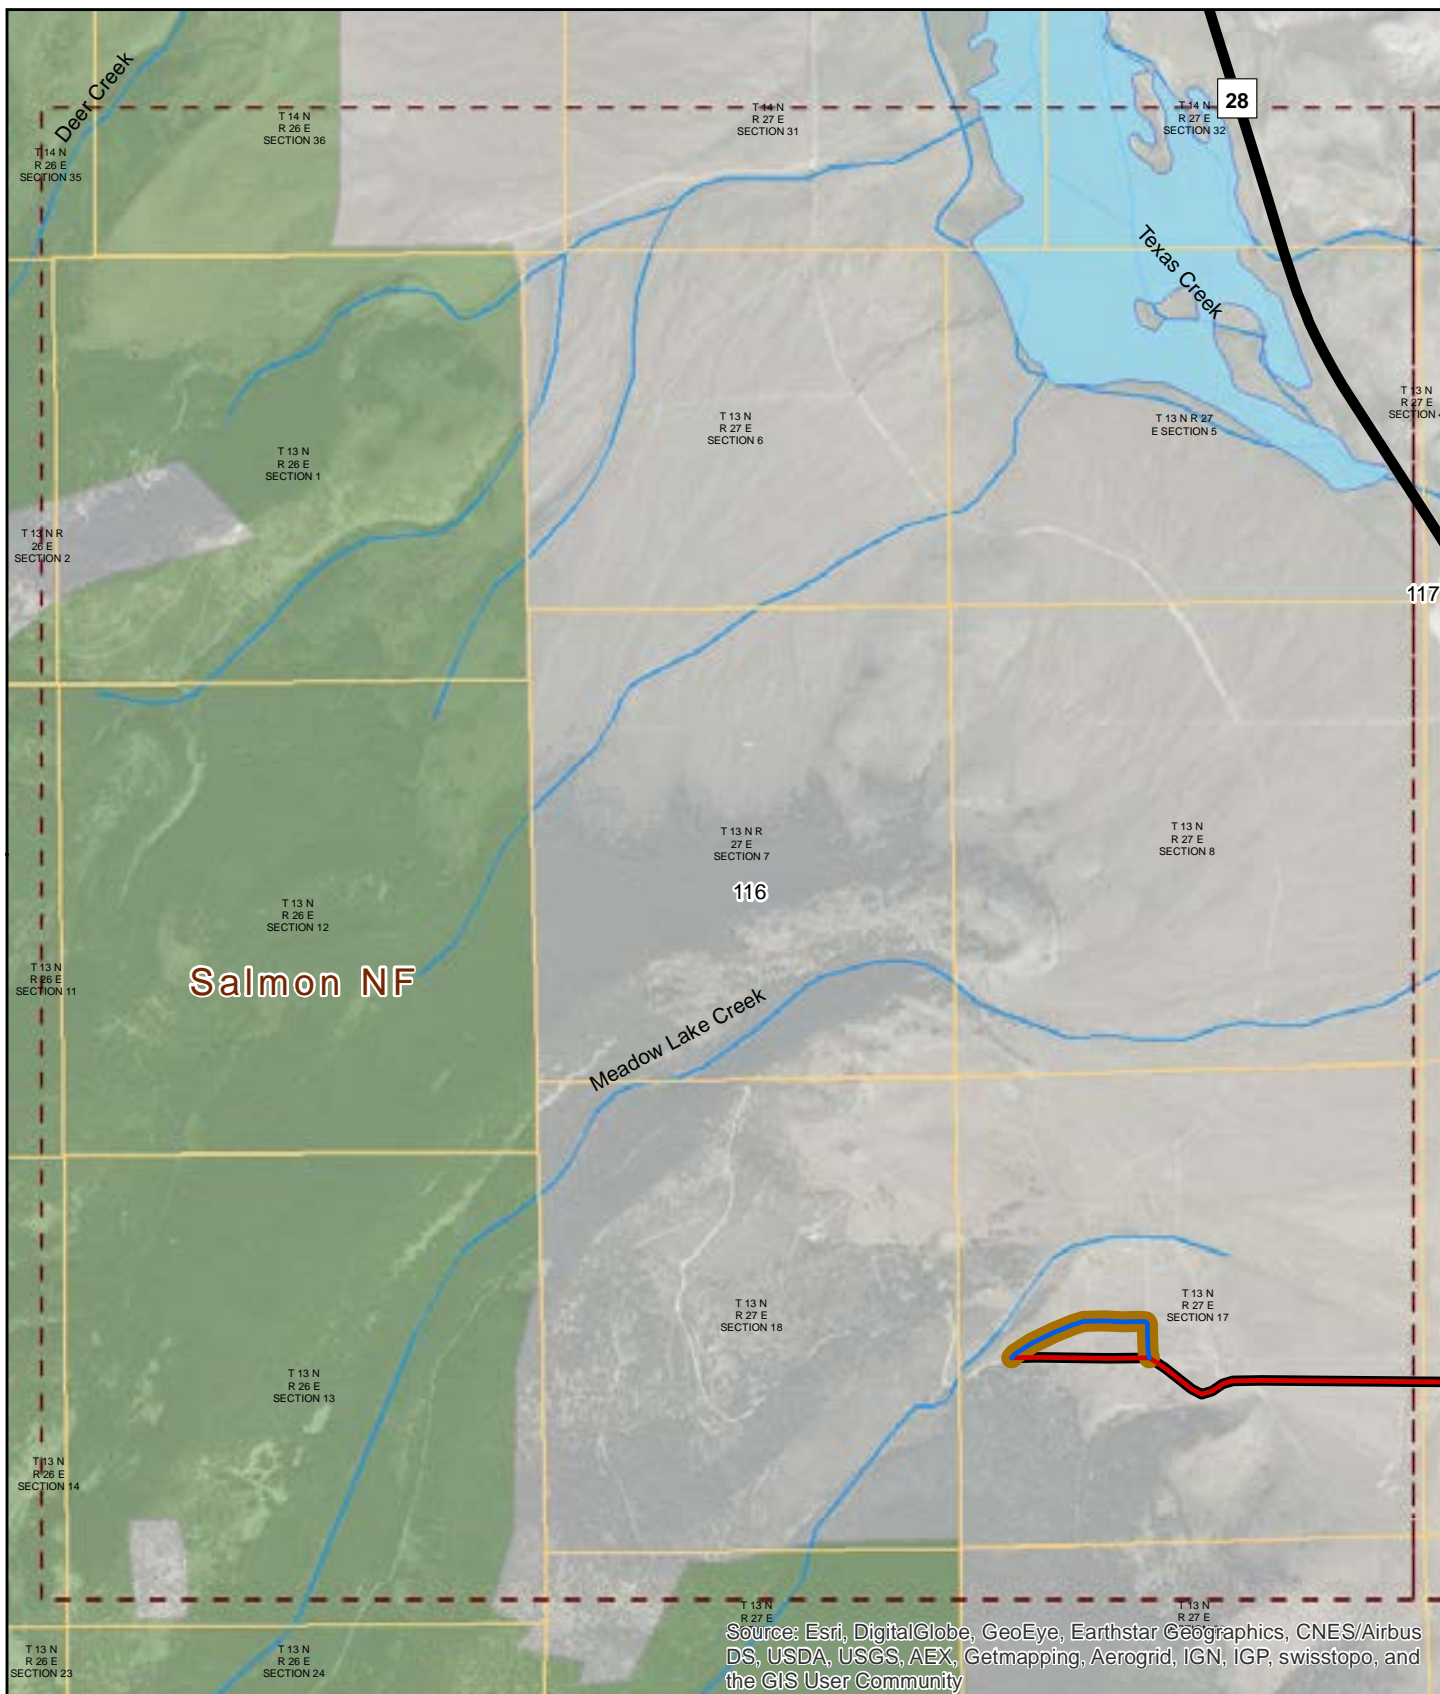 Deer Creek
28
T 14 N
R 26 E
SECTION 36
T 14 N
R 27 E
SECTION 31
T 14 N
R 27 E
SECTION 32
T 14 N
R 26 E
SECTION 35
Texas Creek
T 13 N
R 27 E
SECTION 4
T 13 N
R 27 E
SECTION 6
T 13 N R 27
E SECTION 5
T 13 N
R 26 E
SECTION 1
T 13 N R
26 E
SECTION 2
117
T 13 N R
27 E
SECTION 7
T 13 N
R 27 E
SECTION 8
116
T 13 N
R 26 E
SECTION 12
Salmon NF
T 13 N
R 26 E
SECTION 11
Meadow Lake Creek
T 13 N
R 27 E
SECTION 17
T 13 N
R 27 E
SECTION 18
T 13 N
R 26 E
SECTION 13
T 13 N
R 26 E
SECTION 14
T 13 N
R 27 E
T 13 N
R 27 E
T 13 N
R 26 E
SECTION 23
T 13 N
R 26 E
SECTION 24
Source: Esri, DigitalGlobe, GeoEye, Earthstar Geographics, CNES/Airbus
DS, USDA, USGS, AEX, Getmapping, Aerogrid, IGN, IGP, swisstopo, and
the GIS User Community